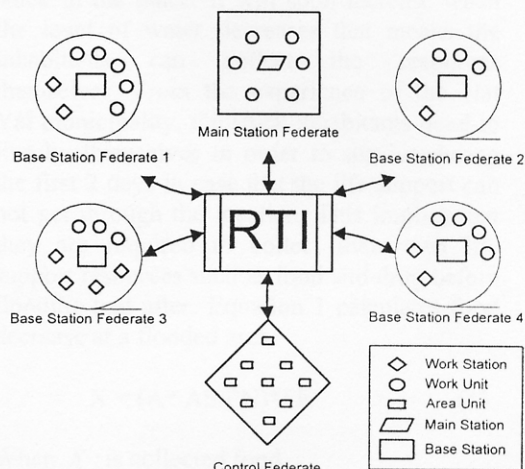 Main Station Federate
Base Station Federate 1
Base Station Federate 2
RTI
Base Station Federate 3
Base Station Federate 4
Work Station
Work Unit
Area Unit
Main Station
Base Station
Control Federate